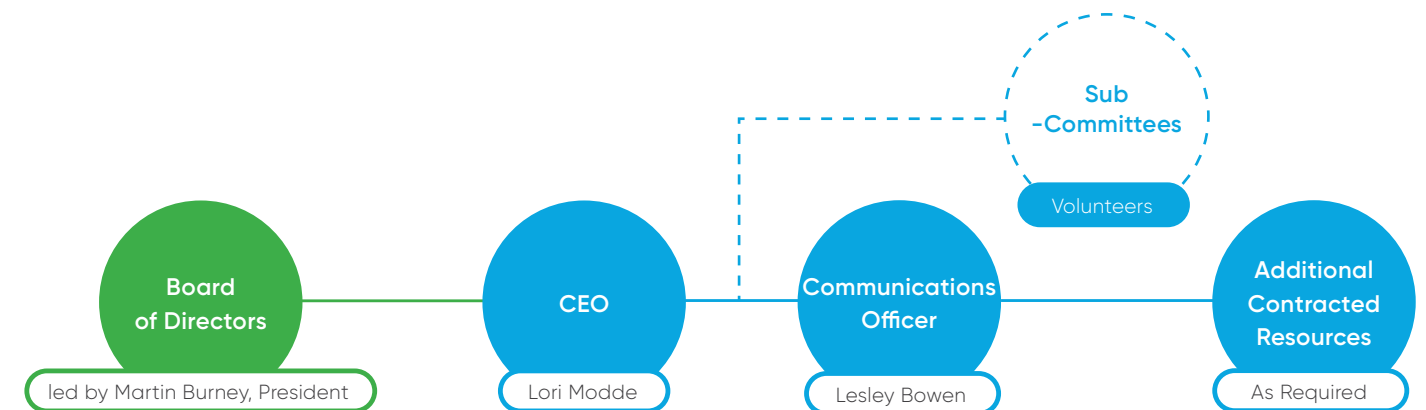 Sub
-Committees
Volunteers
Board
of Directors
led by Martin Burney, President
CEO
Lori Modde
Communications
Officer
Lesley Bowen
Additional
Contracted
Resources
As Required